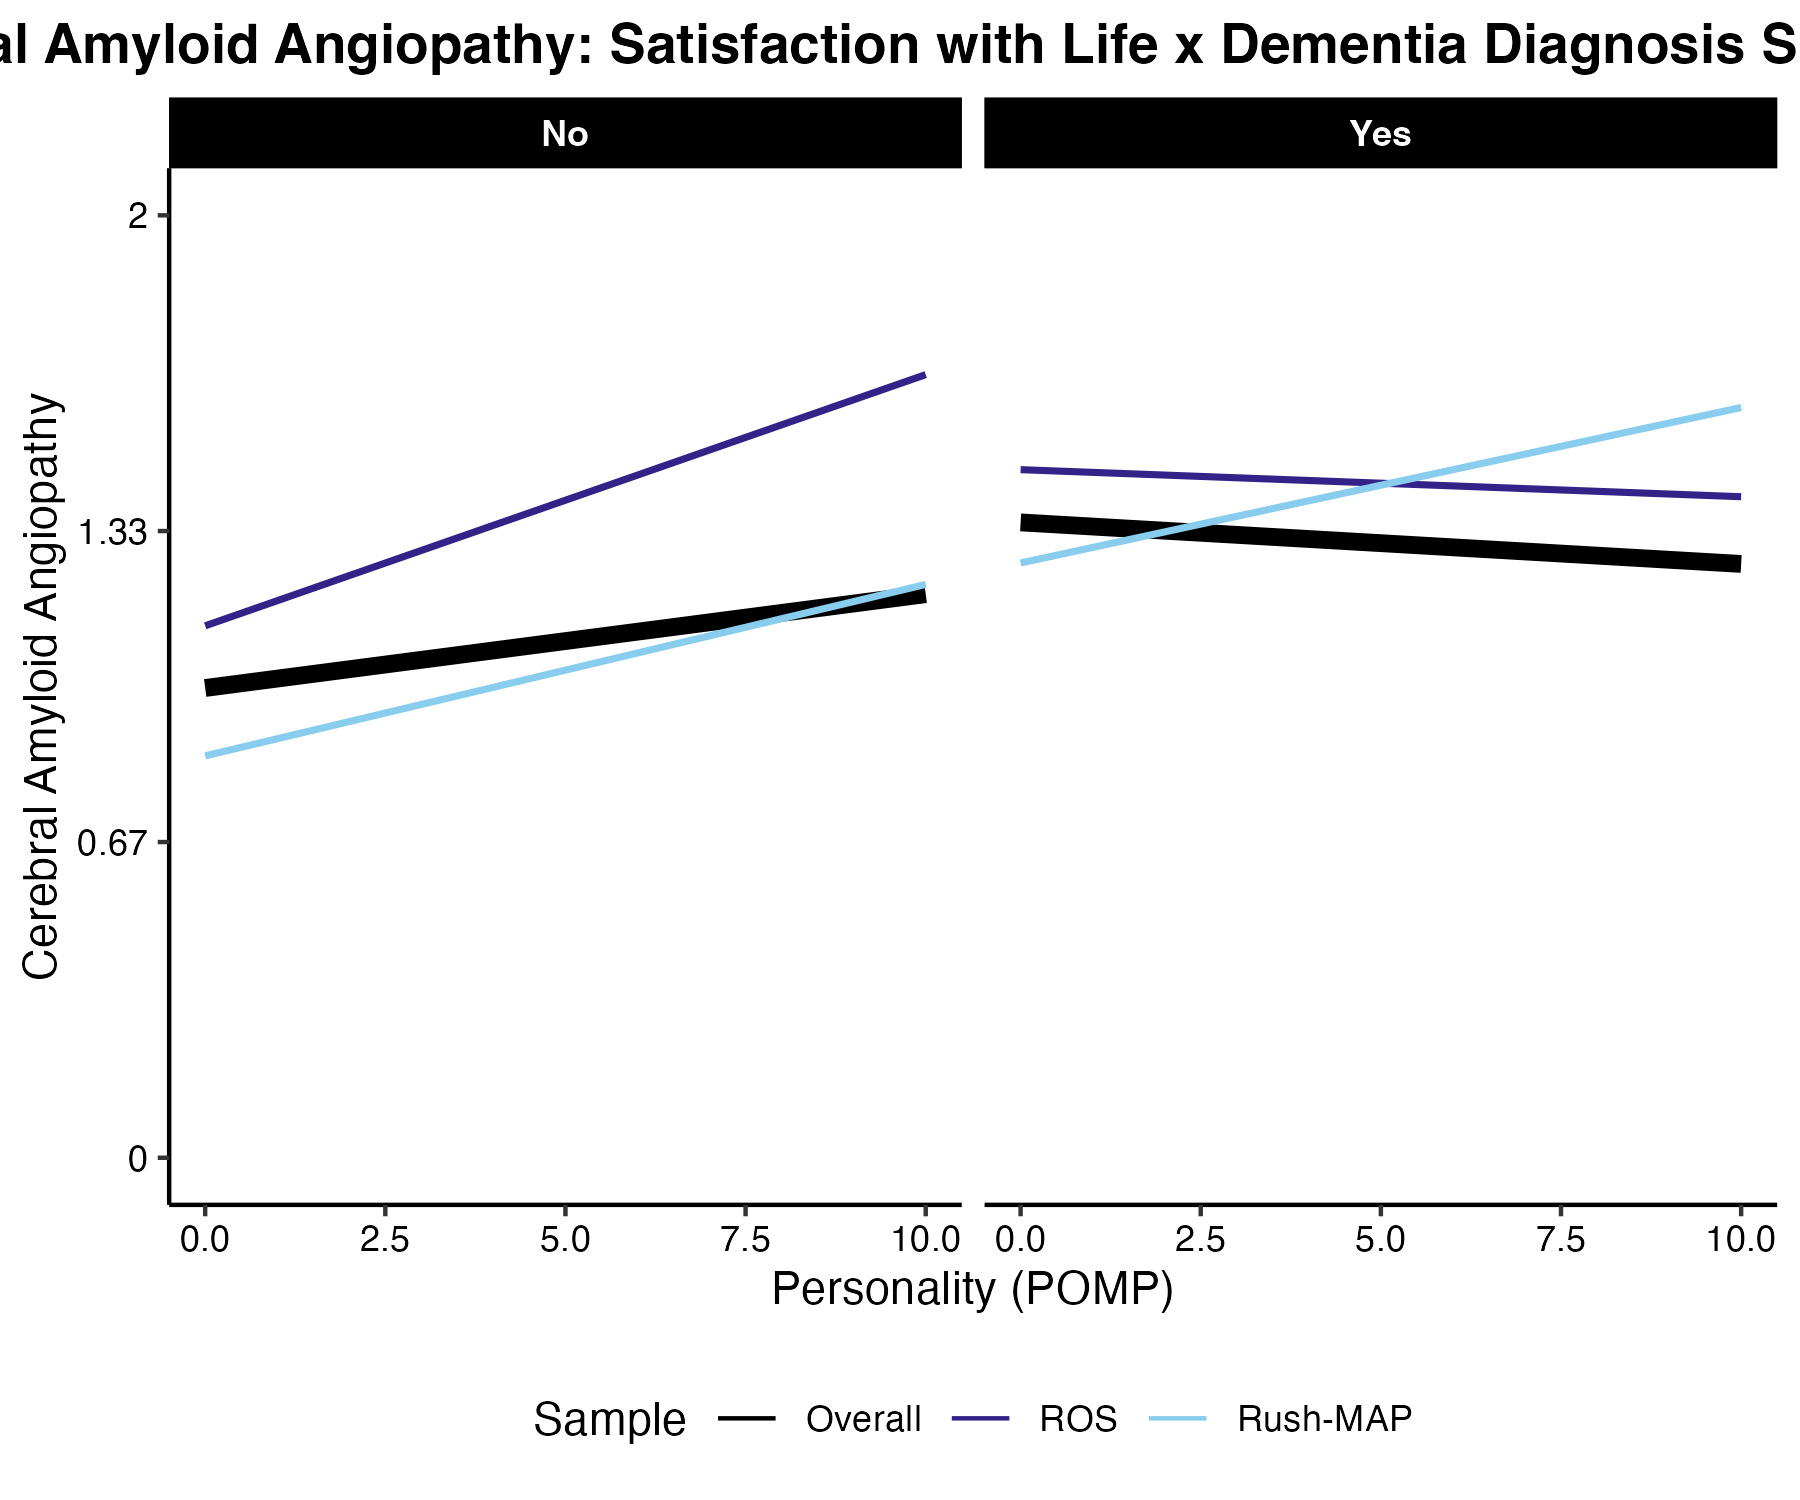 al Amyloid Angiopathy: Satisfaction with Life x Dementia Diagnosis S
No Yes
2
1.33
0.67
0
Cerebral Amyloid Angiopathy
0.0 2.5 5.0 7.5 10.0 0.0 2.5 5.0 7.5 10.0
Personality (POMP)
Sample Overall ROS Rush-MAP